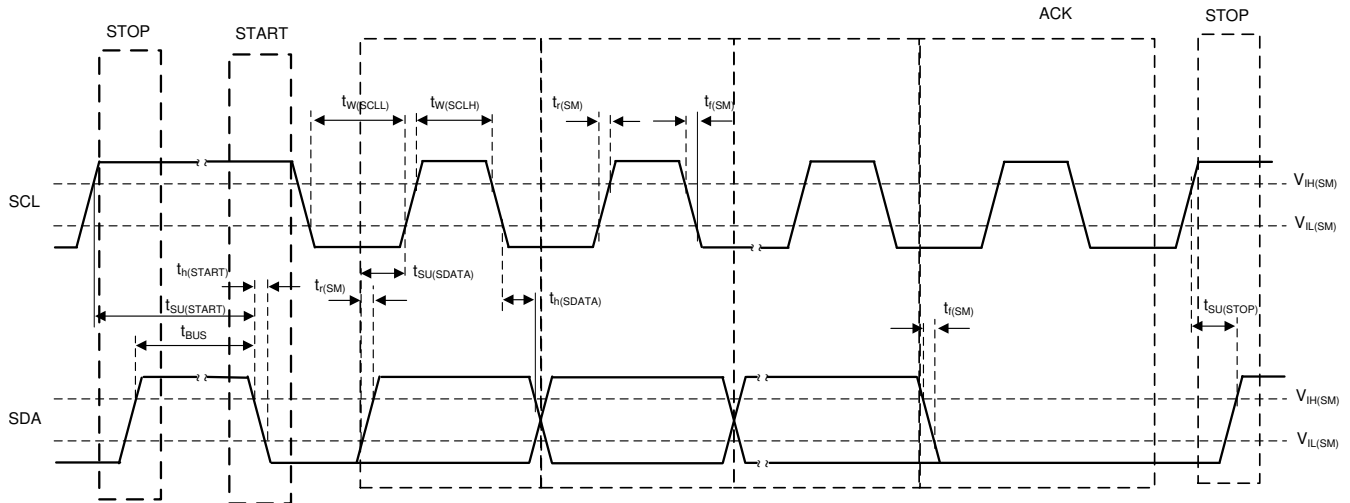 STOP START ACK STOP
tW(SCLL) tW(SCLH) tr(SM) tf(SM)
SCL
VIH(SM)
VIL(SM)
th(START) tr(SM) tSU(SDATA)
tSU(START) th(SDATA) tf(SM) tSU(STOP)
tBUS
SDA
VIH(SM)
VIL(SM)